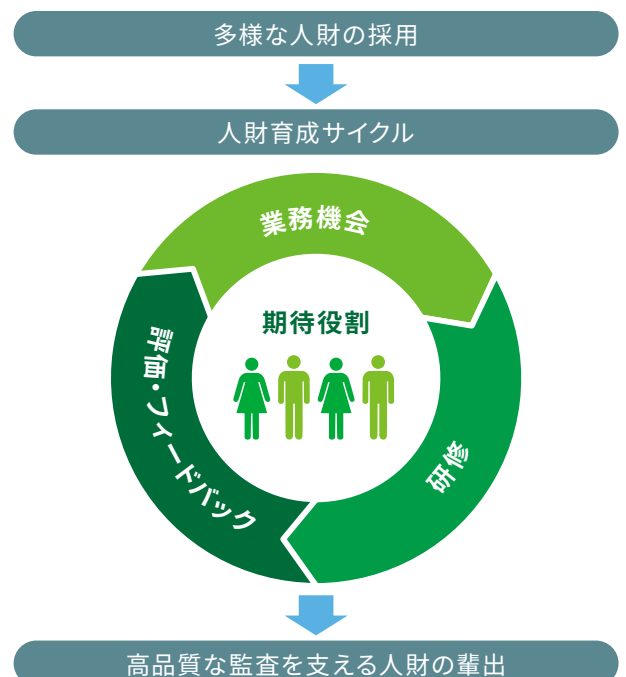 多様な人財の採用
人財育成サイクル
業務機会
期待役割
評価・フィードバック
研修
高品質な監査を支える人財の輩出